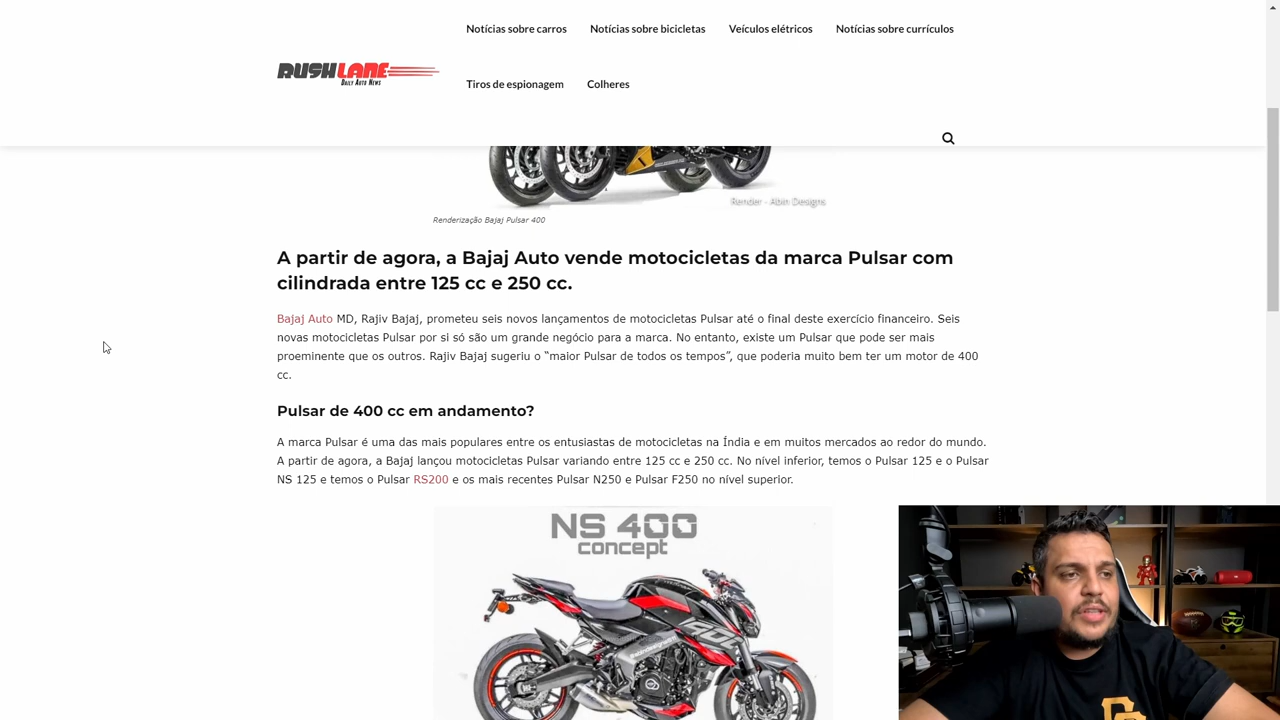 Notícias sobre carros Notícias sobre bicicletas Veículos elétricos Notícias sobre currículos
RUSHLANE
DAILY AUTO NEWS
Tiros de espionagem Colheres
Render - Abin Designs
Renderização Bajaj Pulsar 400
A partir de agora, a Bajaj Auto vende motocicletas da marca Pulsar com
cilindrada entre 125 cc e 250 cc.
Bajaj Auto MD, Rajiv Bajaj, prometeu seis novos lançamentos de motocicletas Pulsar até o final deste exercício financeiro. Seis
novas motocicletas Pulsar por si só são um grande negócio para a marca. No entanto, existe um Pulsar que pode ser mais
proeminente que os outros. Rajiv Bajaj sugeriu o “maior Pulsar de todos os tempos”, que poderia muito bem ter um motor de 400
cc.
Pulsar de 400 cc em andamento?
A marca Pulsar é uma das mais populares entre os entusiastas de motocicletas na Índia e em muitos mercados ao redor do mundo.
A partir de agora, a Bajaj lançou motocicletas Pulsar variando entre 125 cc e 250 cc. No nível inferior, temos o Pulsar 125 e o Pulsar
NS 125 e temos o Pulsar RS200 e os mais recentes Pulsar N250 e Pulsar F250 no nível superior.
NS 400
concept